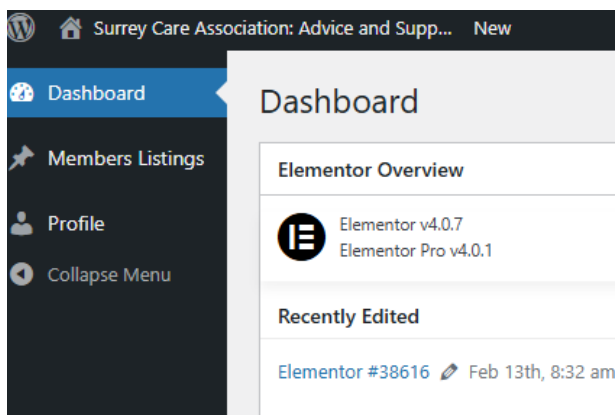 Surrey Care Association: Advice and Supp... New
Dashboard
Members Listings
Profile
Collapse Menu
Dashboard
Elementor Overview
Elementor v4.0.7
Elementor Pro v4.0.1
Recently Edited
Elementor #38616 Feb 13th, 8:32 am